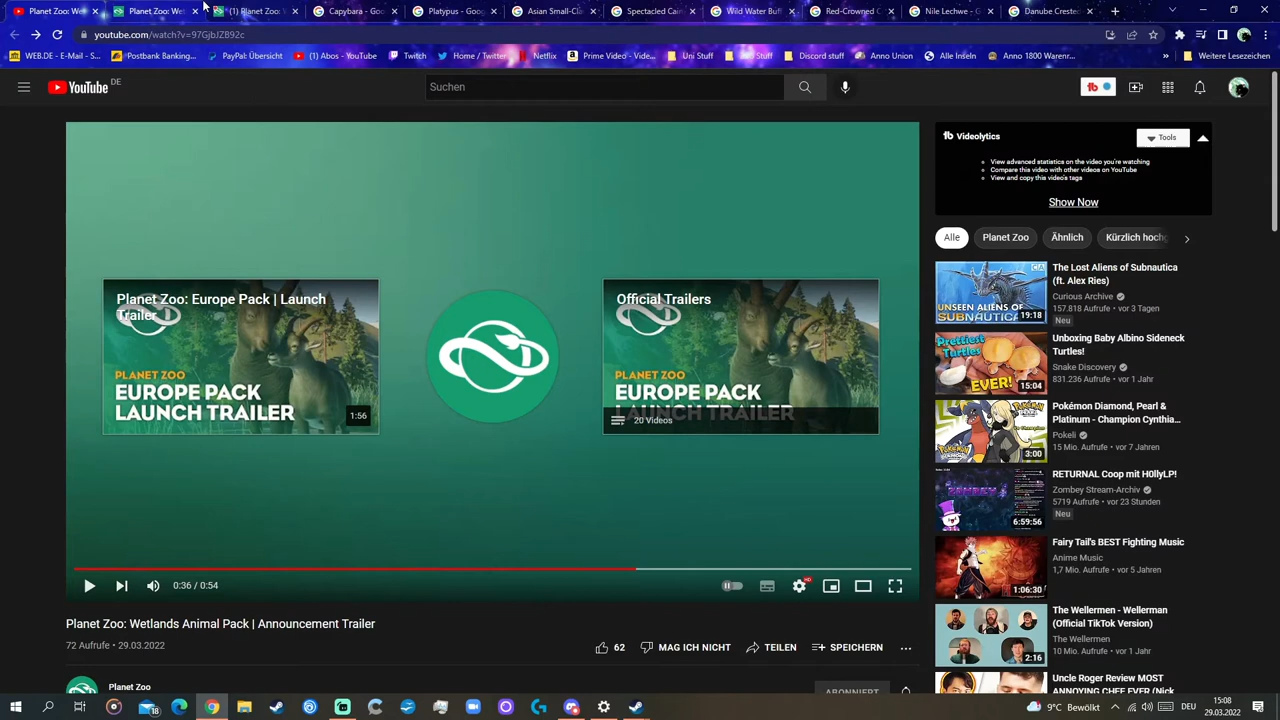 Planet Zoo: We
Planet Zoo: Wet
(1) Planet Zoo:
Capybara - Goo
Platypus - Goog
Asian Small-Cl
Spectacled Cai
Wild Water Buf
Red-Crowned C
Nile Lechwe - G
Danube Creste
youtube.com/watch?v=97GjbJZB92c
WEB.DE - E-Mail - S...
Postbank Banking...
PayPal: Übersicht
(1) Abos - YouTube
Twitch
Home / Twitter
Netflix
Prime Video - Vide...
Uni Stuff
Discord stuff
Anno Union
Alle Inseln
Anno 1800 Warenr...
Weitere Lesezeichen
YouTube DE
Suchen
Videolytics
Tools
View advanced statistics on the video you're watching
Compare this video with other videos on YouTube
View and copy this video's tags
Show Now
Alle
Planet Zoo
Ähnlich
Kürzlich hochg
Planet Zoo: Europe Pack | Launch
Trailer
PLANET ZOO
EUROPE PACK
LAUNCH TRAILER
1:56
Official Trailers
PLANET ZOO
EUROPE PACK
LAUNCH TRAILER
20 Videos
UNSEEN ALIENS OF
SUBNAUTICA
19:18
The Lost Aliens of Subnautica
(ft. Alex Ries)
Curious Archive
157.818 Aufrufe • vor 3 Tagen
Neu
Prettiest
Turtles
EVER!
15:04
Unboxing Baby Albino Sideneck
Turtles!
Snake Discovery
831.236 Aufrufe • vor 1 Jahr
3:00
Pokémon Diamond, Pearl &
Platinum - Champion Cynthia...
Pokeli
15 Mio. Aufrufe • vor 7 Jahren
ZOMBEY
6:59:56
RETURNAL Coop mit H0llyLP!
Zombey Stream-Archiv
5719 Aufrufe • vor 23 Stunden
Neu
1:06:30
Fairy Tail's BEST Fighting Music
Anime Music
1,7 Mio. Aufrufe • vor 5 Jahren
2:16
The Wellermen - Wellerman
(Official TikTok Version)
The Wellermen
10 Mio. Aufrufe • vor 1 Jahr
Uncle Roger Review MOST
ANNOYING CHEF EVER (Nick
0:36 / 0:54
HD
Planet Zoo: Wetlands Animal Pack | Announcement Trailer
72 Aufrufe • 29.03.2022
62
MAG ICH NICHT
TEILEN
SPEICHERN
Planet Zoo
ABONNIERT
18
9°C Bewölkt
DEU
15:08
29.03.2022